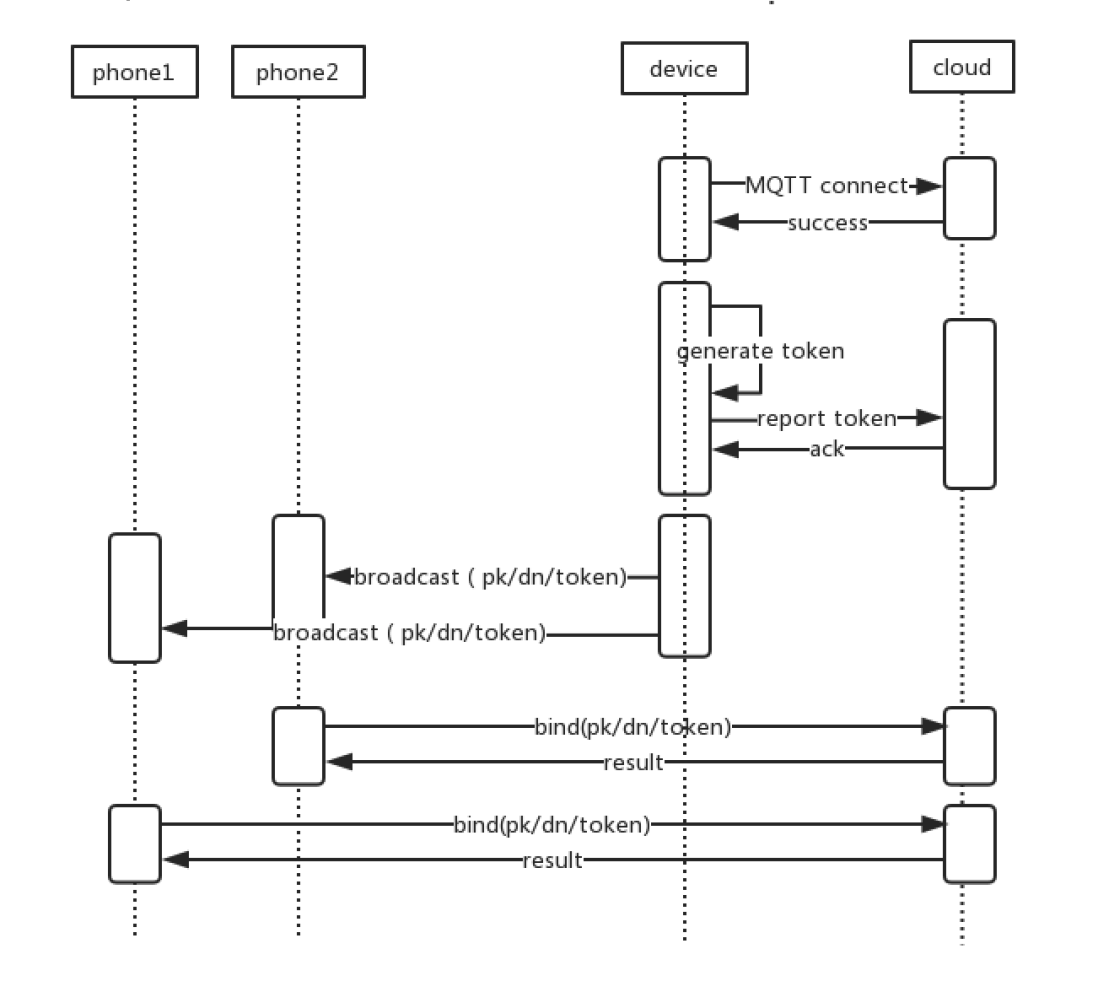 phone1
phone2
device
cloud
MQTT connect
success
generate token
report token
ack
broadcast ( pk/dn/token)
broadcast ( pk/dn/token)
bind(pk/dn/token)
result
bind(pk/dn/token)
result